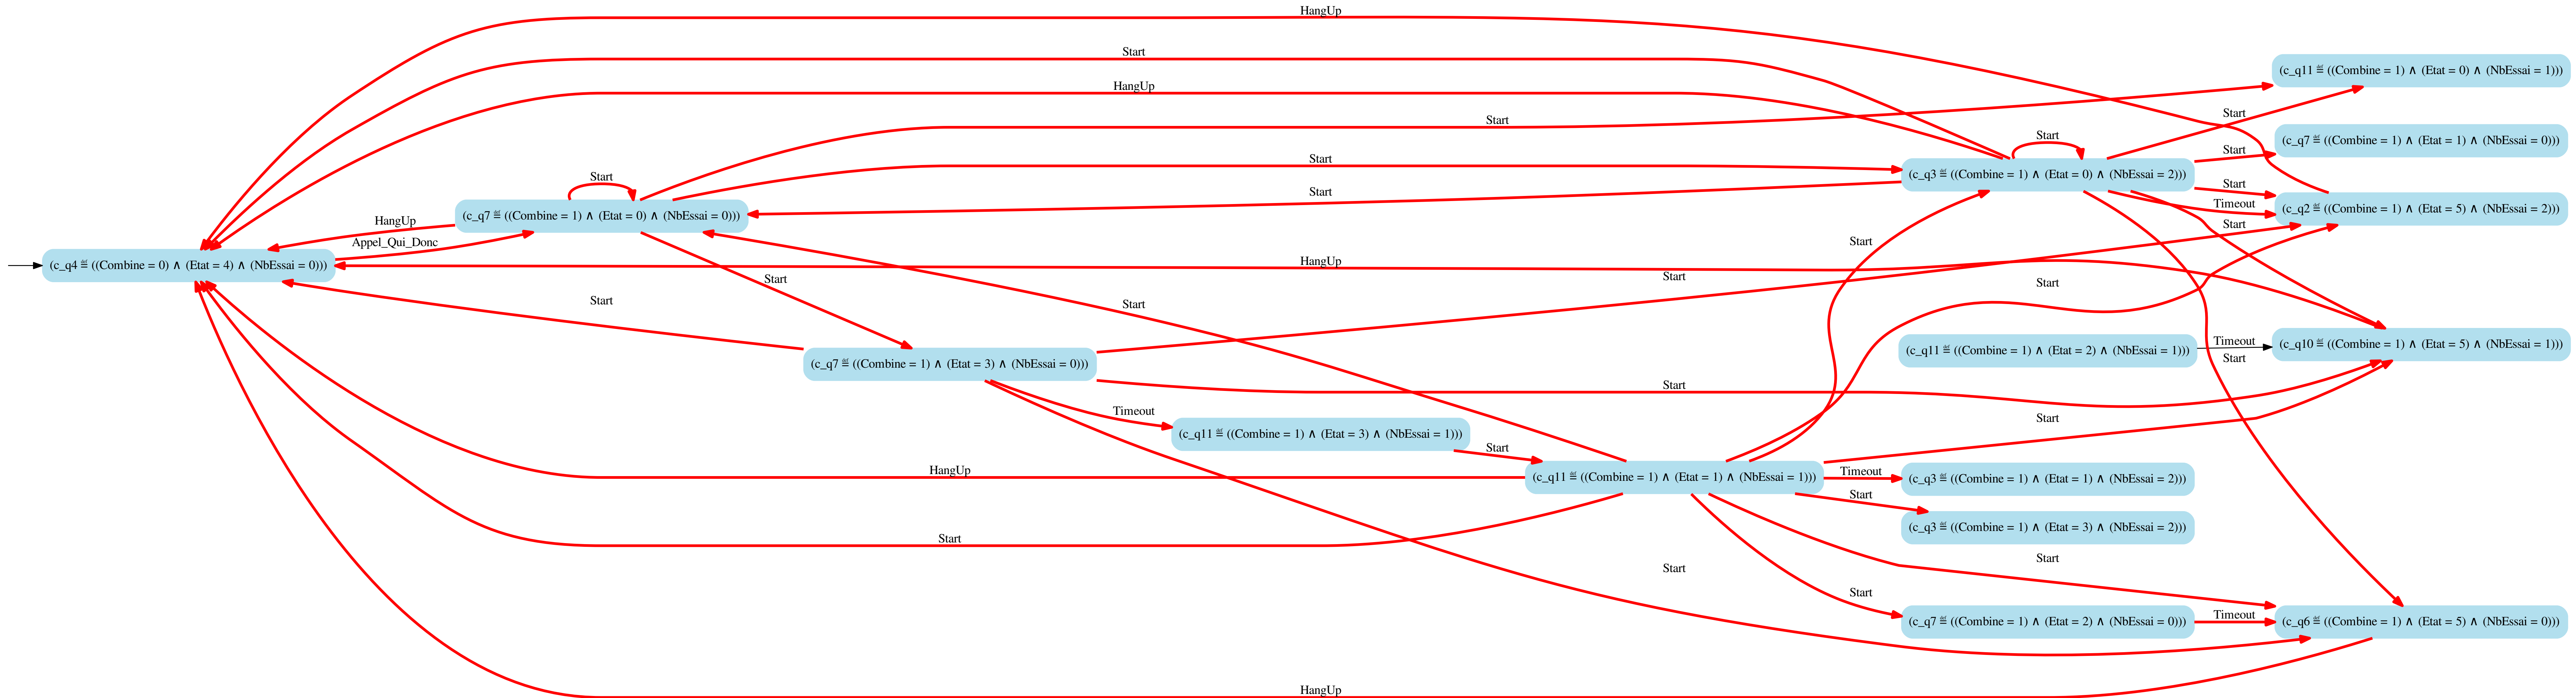 HangUp
Start
(c_q11 ≝ ((Combine = 1) ∧ (Etat = 0) ∧ (NbEssai = 1)))
HangUp
Start
Start
Start
(c_q7 ≝ ((Combine = 1) ∧ (Etat = 1) ∧ (NbEssai = 0)))
Start
Start
(c_q3 ≝ ((Combine = 1) ∧ (Etat = 0) ∧ (NbEssai = 2)))
Start
Start
Start
Timeout
(c_q2 ≝ ((Combine = 1) ∧ (Etat = 5) ∧ (NbEssai = 2)))
(c_q7 ≝ ((Combine = 1) ∧ (Etat = 0) ∧ (NbEssai = 0)))
HangUp
Start
Appel_Qui_Donc
Start
(c_q4 ≝ ((Combine = 0) ∧ (Etat = 4) ∧ (NbEssai = 0)))
HangUp
Start
Start
Start
Start
Start
Timeout
(c_q10 ≝ ((Combine = 1) ∧ (Etat = 5) ∧ (NbEssai = 1)))
(c_q11 ≝ ((Combine = 1) ∧ (Etat = 2) ∧ (NbEssai = 1)))
Start
(c_q7 ≝ ((Combine = 1) ∧ (Etat = 3) ∧ (NbEssai = 0)))
Start
Timeout
Start
(c_q11 ≝ ((Combine = 1) ∧ (Etat = 3) ∧ (NbEssai = 1)))
Start
HangUp
Timeout
(c_q11 ≝ ((Combine = 1) ∧ (Etat = 1) ∧ (NbEssai = 1)))
(c_q3 ≝ ((Combine = 1) ∧ (Etat = 1) ∧ (NbEssai = 2)))
Start
(c_q3 ≝ ((Combine = 1) ∧ (Etat = 3) ∧ (NbEssai = 2)))
Start
Start
Start
Start
Timeout
(c_q7 ≝ ((Combine = 1) ∧ (Etat = 2) ∧ (NbEssai = 0)))
(c_q6 ≝ ((Combine = 1) ∧ (Etat = 5) ∧ (NbEssai = 0)))
HangUp